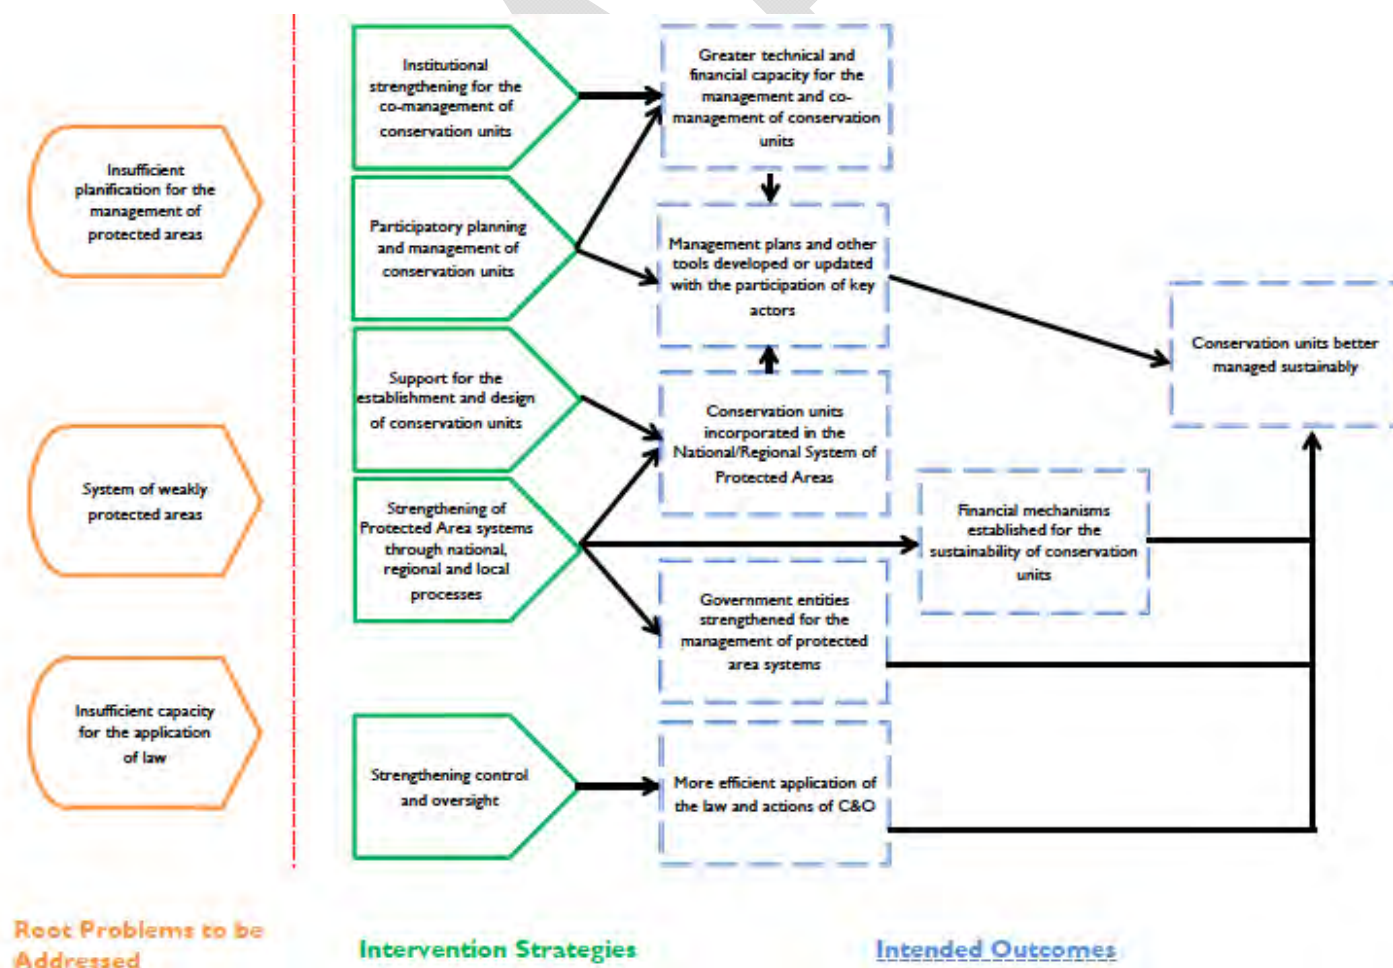 Insufficient
planification for the
management of
protected areas
System of weakly
protected areas
Insufficient capacity
for the application
of law
Root Problems to be
Addressed
Institutional
strengthening for the
co-management of
conservation units
Participatory planning
and management of
conservation units
Support for the
establishment and design
of conservation units
Strengthening of
Protected Area systems
through national,
regional and local
processes
Strengthening control
and oversight
Intervention Strategies
Greater technical and
financial capacity for the
management and co-
management of conservation
units
Management plans and other
tools developed or updated
with the participation of key
actors
Conservation units
incorporated in the
National/Regional System of
Protected Areas
Government entities
strengthened for the
management of protected
area systems
More efficient application of
the law and actions of C&O
Financial mechanisms
established for the
sustainability of conservation
units
Conservation units better
managed sustainably
Intended Outcomes